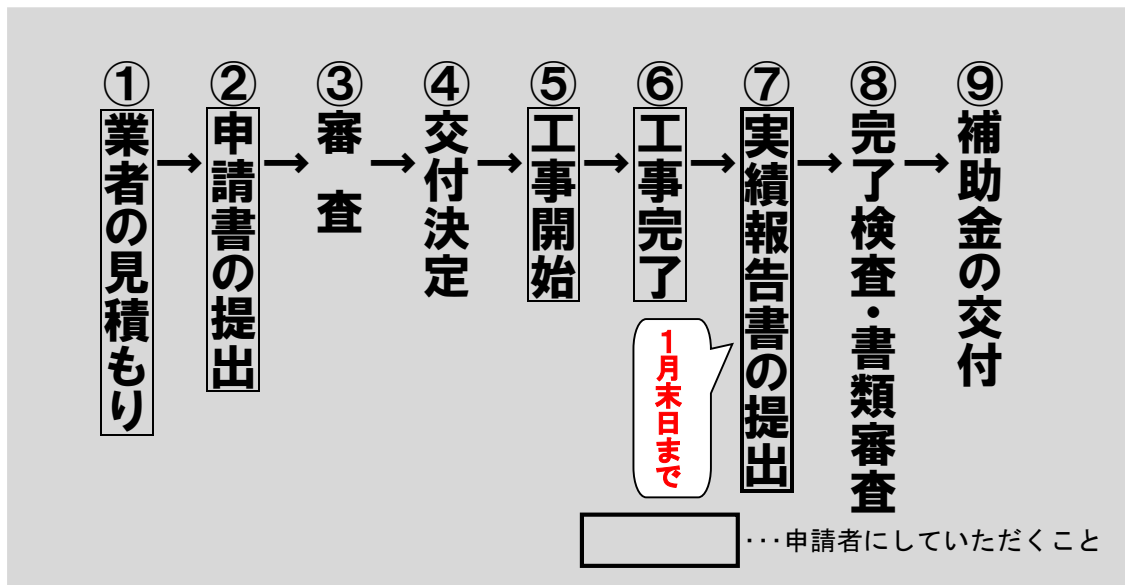 ①業者の見積もり
→
②申請書の提出
→
③審査
→
④交付決定
→
⑤工事開始
→
⑥工事完了
→
⑦実績報告書の提出
1月末日まで
→
⑧完了検査・書類審査
→
⑨補助金の交付
･･･申請者にしていただくこと